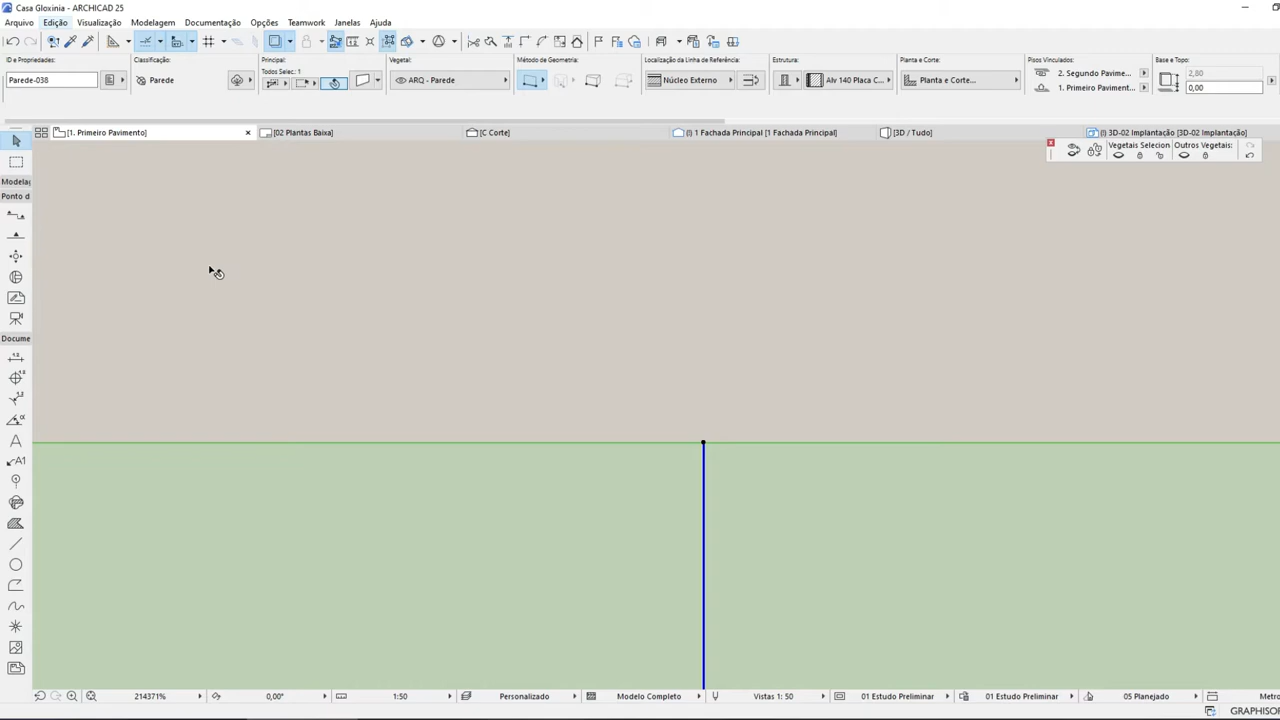 Casa Gloxinia - ARCHICAD 25
Arquivo Edição Visualização Modelagem Documentação Opções Teamwork Janelas Ajuda
ID e Propriedades: Classificação: Principal: Vegetal: Método de Geometria: Localização da Linha de Referência: Estrutura: Planta e Corte: Pisos Vinculados: Base e Topo:
Todos Selec.: 1
Parede-038 Parede ARQ - Parede Núcleo Externo Alv 140 Placa C... Planta e Corte... 2. Segundo Pavime... 2,80
1. Primeiro Paviment... 0,00
[1. Primeiro Pavimento] [02 Plantas Baixa] [C Corte] (!) 1 Fachada Principal [1 Fachada Principal] [3D / Tudo] (!) 3D-02 Implantação [3D-02 Implantação]
Vegetais Selecion Outros Vegetais:
Modelag
Ponto d
Docume
214371% 0,00° 1:50 Personalizado Modelo Completo Vistas 1: 50 01 Estudo Preliminar 01 Estudo Preliminar 05 Planejado Metro
GRAPHISOF